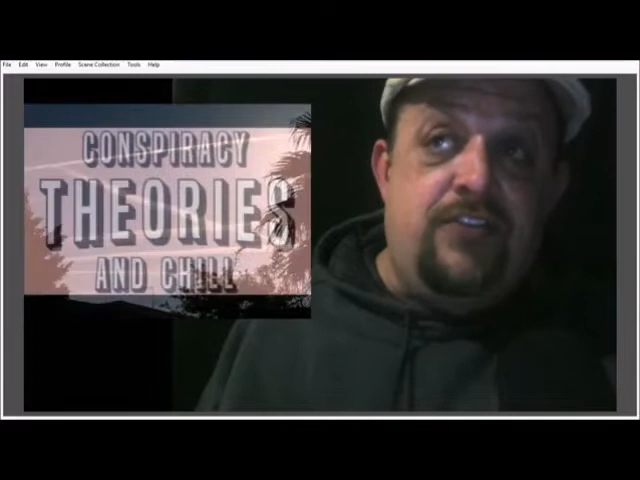 File Edit View Profile Scene Collection Tools Help
CONSPIRACY
THEORIES
AND CHILL